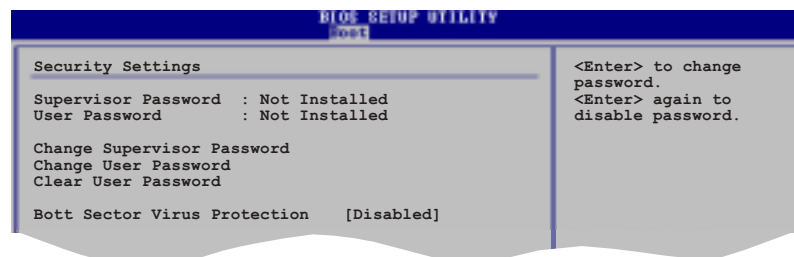 BIOS SETUP UTILITY
Boot
Security Settings
Supervisor Password : Not Installed
User Password : Not Installed
Change Supervisor Password
Change User Password
Clear User Password
Bott Sector Virus Protection [Disabled]
<Enter> to change
password.
<Enter> again to
disable password.